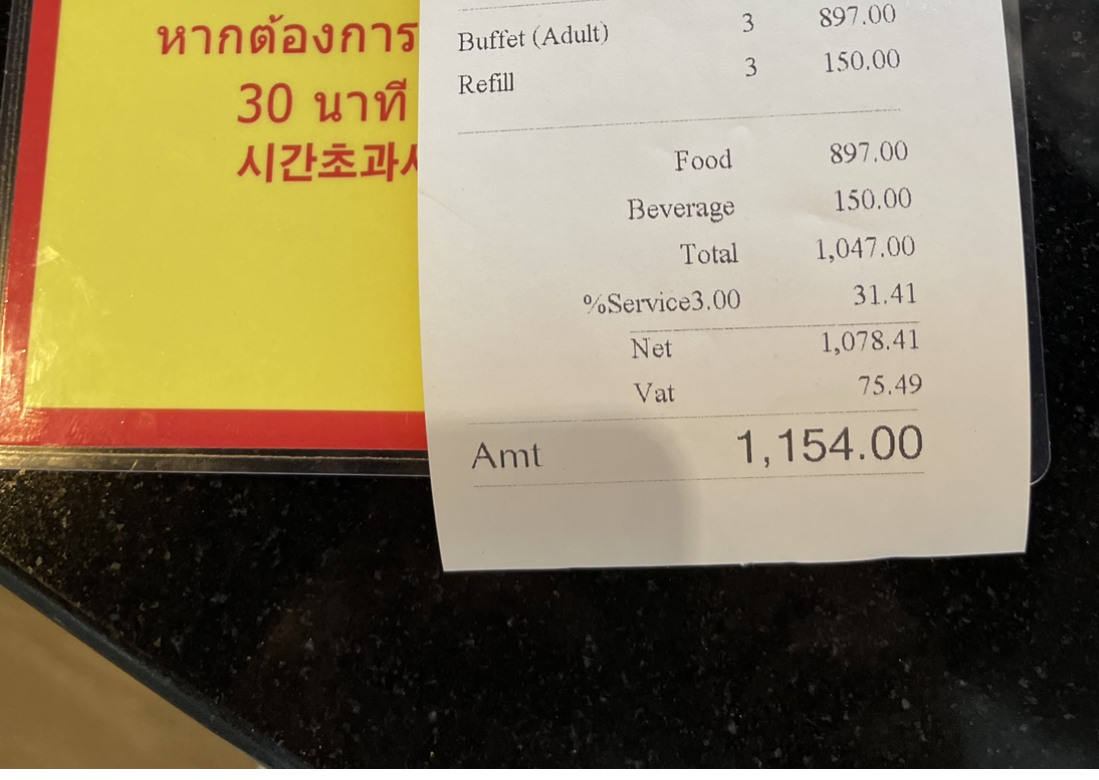 หากต้องการ
30 นาที
시간초과
Buffet (Adult) 3 897.00
Refill 3 150.00
Food 897.00
Beverage 150.00
Total 1,047.00
%Service3.00 31.41
Net 1,078.41
Vat 75.49
Amt 1,154.00